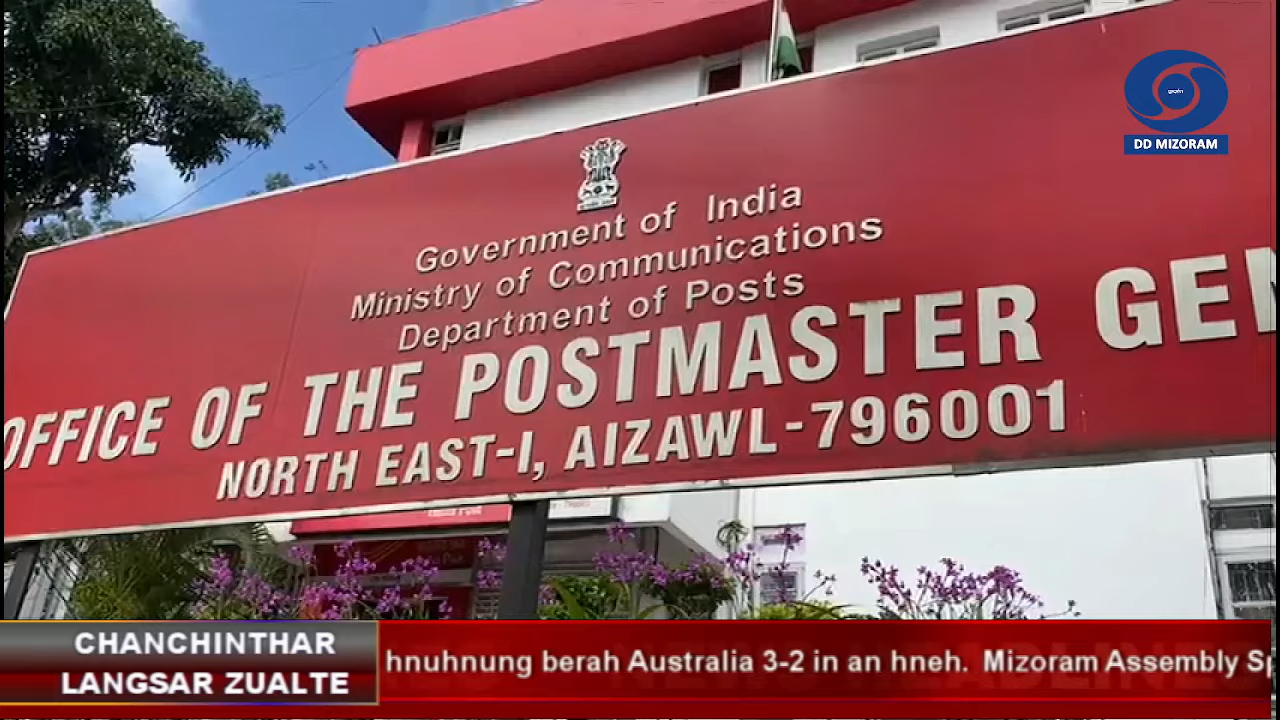 DD MIZORAM
Government of India
Ministry of Communications
Department of Posts
OFFICE OF THE POSTMASTER GEN
NORTH EAST-I, AIZAWL-796001
CHANCHINTHAR
LANGSAR ZUALTE
hnuhnung berah Australia 3-2 in an hneh. Mizoram Assembly Sp